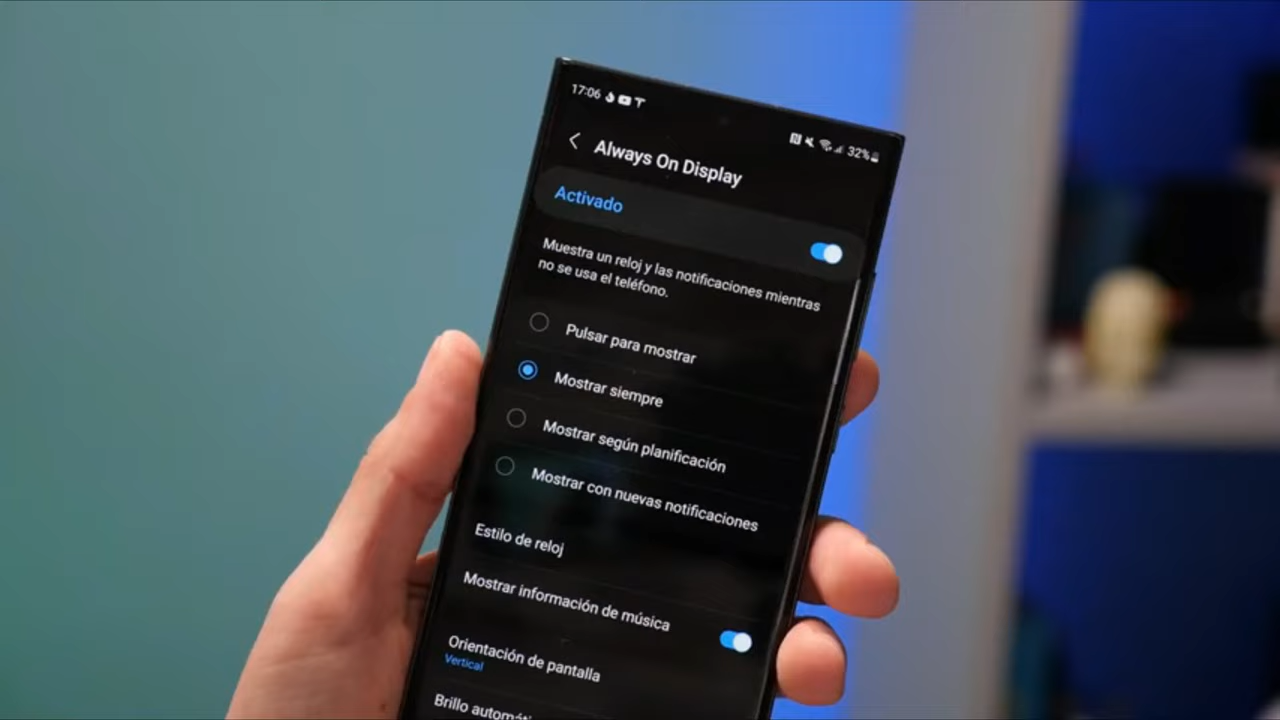 17:06
32%
Always On Display
Activado
Muestra un reloj y las notificaciones mientras
no se usa el teléfono.
Pulsar para mostrar
Mostrar siempre
Mostrar según planificación
Mostrar con nuevas notificaciones
Estilo de reloj
Mostrar información de música
Orientación de pantalla
Vertical
Brillo